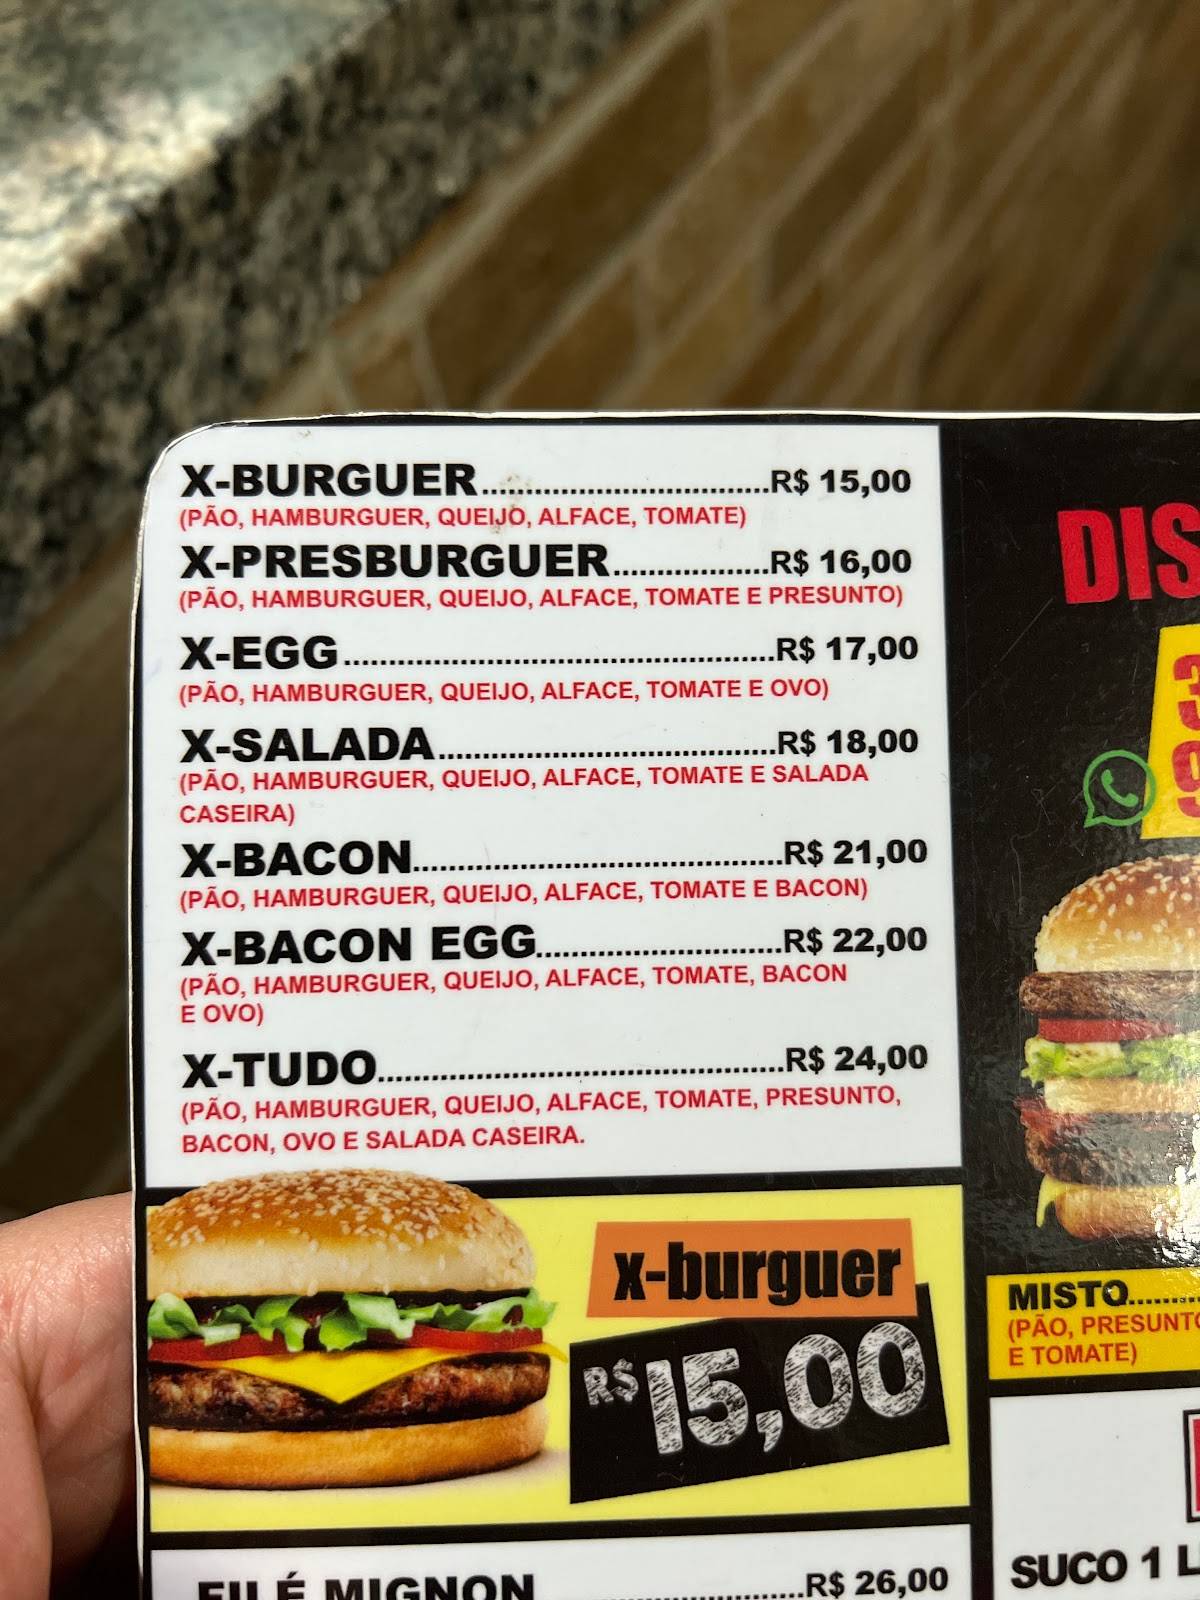 X-BURGUER................................R$ 15,00
(PÃO, HAMBURGUER, QUEIJO, ALFACE, TOMATE)
X-PRESBURGUER..................R$ 16,00
(PÃO, HAMBURGUER, QUEIJO, ALFACE, TOMATE E PRESUNTO)
X-EGG................................................R$ 17,00
(PÃO, HAMBURGUER, QUEIJO, ALFACE, TOMATE E OVO)
X-SALADA......................................R$ 18,00
(PÃO, HAMBURGUER, QUEIJO, ALFACE, TOMATE E SALADA
CASEIRA)
X-BACON.........................................R$ 21,00
(PÃO, HAMBURGUER, QUEIJO, ALFACE, TOMATE E BACON)
X-BACON EGG...........................R$ 22,00
(PÃO, HAMBURGUER, QUEIJO, ALFACE, TOMATE, BACON
E OVO)
X-TUDO.............................................R$ 24,00
(PÃO, HAMBURGUER, QUEIJO, ALFACE, TOMATE, PRESUNTO,
BACON, OVO E SALADA CASEIRA.
x-burguer
R$ 15,00
FILÉ MIGNON..............................R$ 26,00
DIS
3
9
MISTO.........
(PÃO, PRESUNTO
E TOMATE)
SUCO 1 L